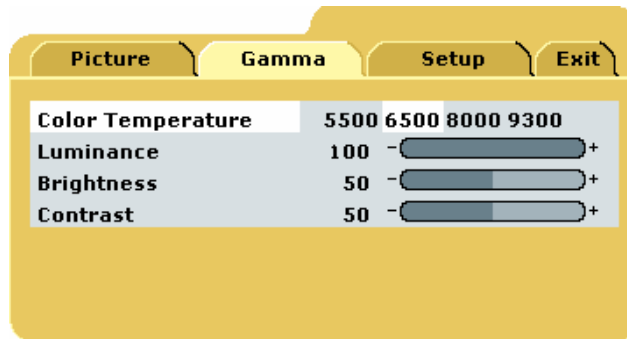 Picture Gamma Setup Exit
Color Temperature 5500 6500 8000 9300
Luminance 100 - +
Brightness 50 - +
Contrast 50 - +